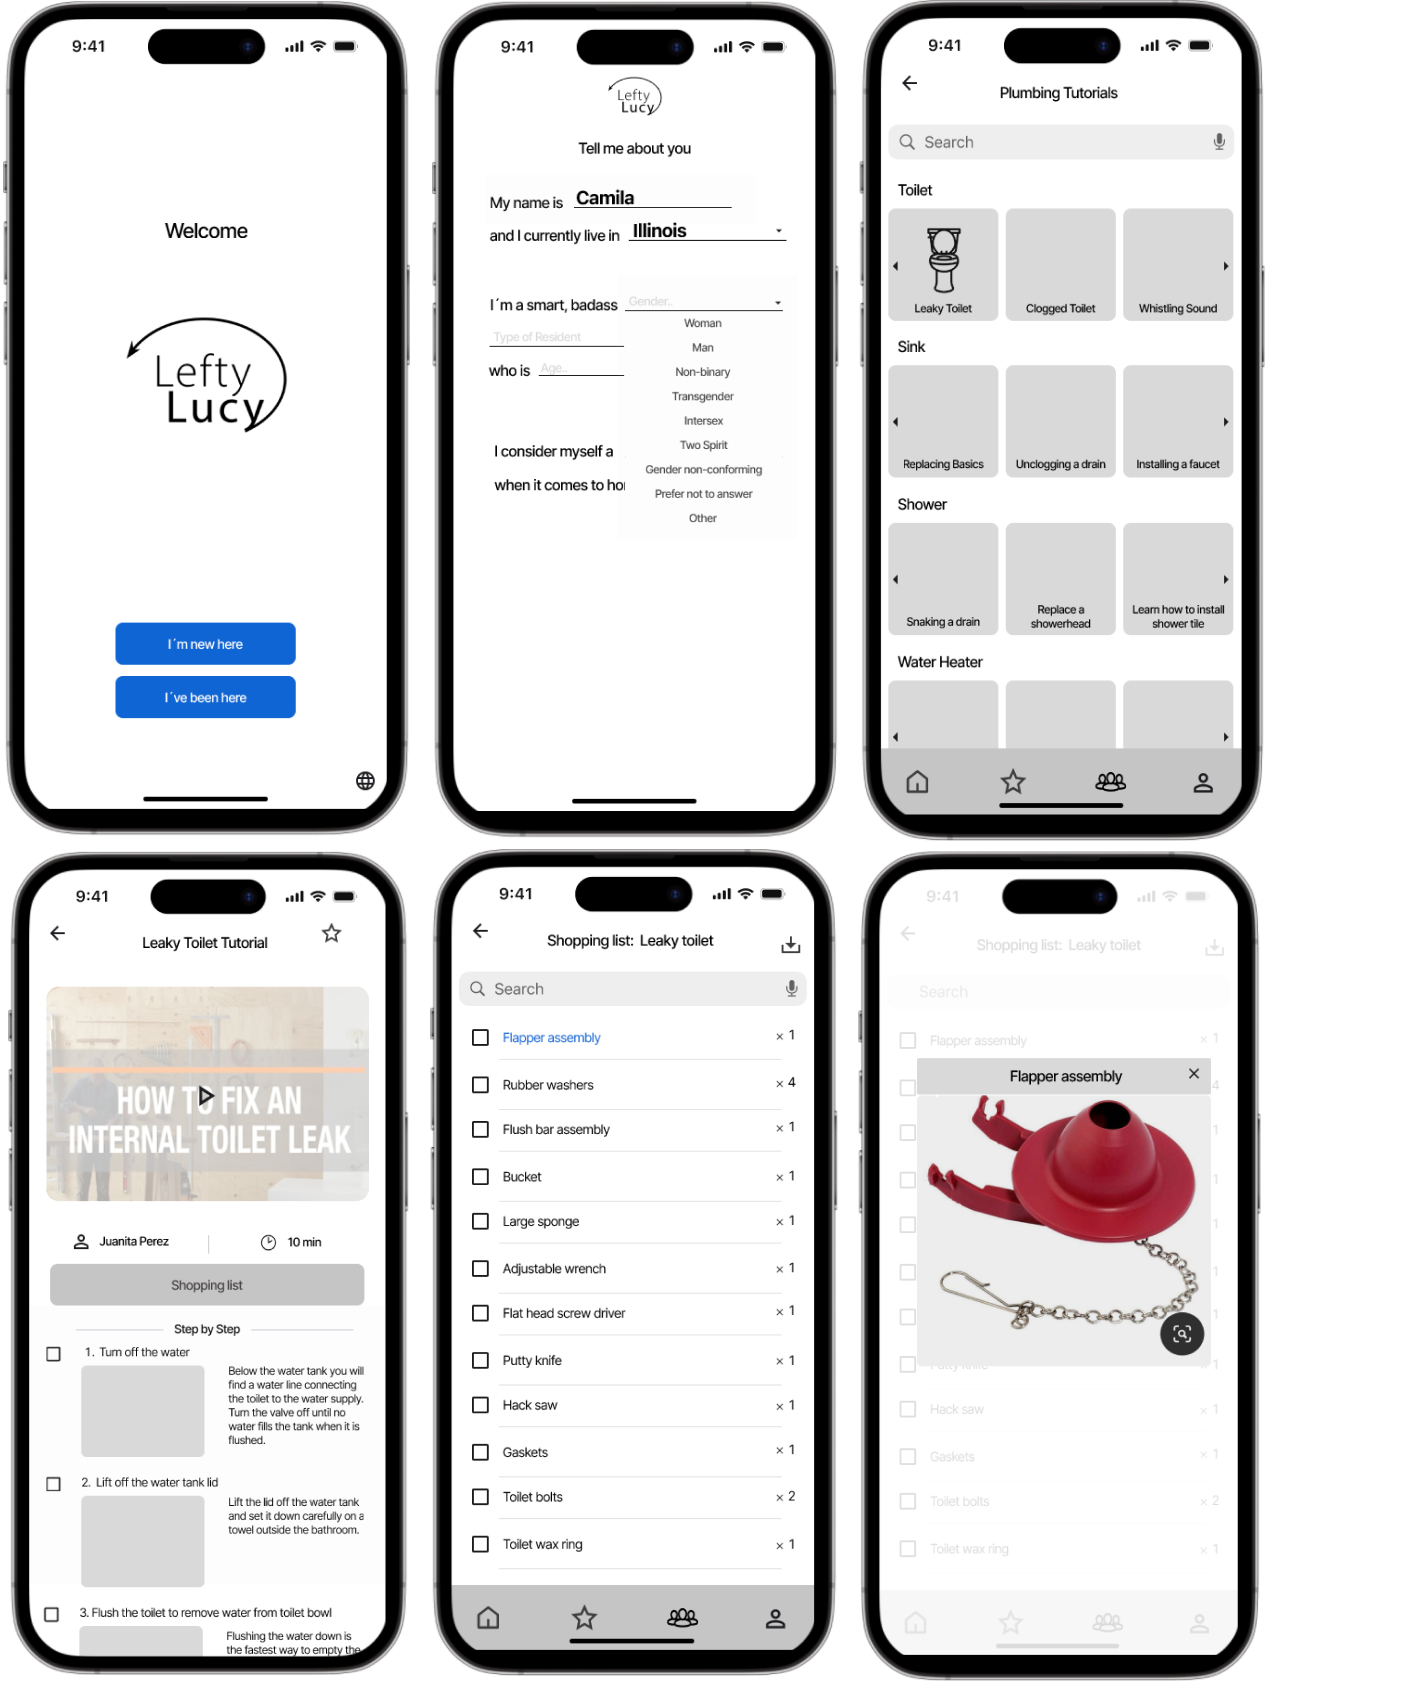 9:41
Welcome
Lefty
Lucy
I´m new here
I´ve been here
9:41
Lefty
Lucy
Tell me about you
My name is Camila
and I currently live in Illinois
I´m a smart, badass Gender..
Type of Resident
who is Age..
Woman
Man
Non-binary
Transgender
Intersex
Two Spirit
Gender non-conforming
Prefer not to answer
Other
I consider myself a
when it comes to
9:41
Plumbing Tutorials
Search
Toilet
Leaky Toilet
Clogged Toilet
Whistling Sound
Sink
Replacing Basics
Unclogging a drain
Installing a faucet
Shower
Snaking a drain
Replace a
showerhead
Learn how to install
shower tile
Water Heater
9:41
Leaky Toilet Tutorial
HOW TO FIX AN
INTERNAL TOILET LEAK
Juanita Perez
10 min
Shopping list
Step by Step
1. Turn off the water
Below the water tank you will
find a water line connecting
the toilet to the water supply.
Turn the valve off until no
water fills the tank when it is
flushed.
2. Lift off the water tank lid
Lift the lid off the water tank
and set it down carefully on a
towel outside the bathroom.
3. Flush the toilet to remove water from toilet bowl
Flushing the water down is
the fastest way to empty the
9:41
Shopping list: Leaky toilet
Search
Flapper assembly × 1
Rubber washers × 4
Flush bar assembly × 1
Bucket × 1
Large sponge × 1
Adjustable wrench × 1
Flat head screw driver × 1
Putty knife × 1
Hack saw × 1
Gaskets × 1
Toilet bolts × 2
Toilet wax ring × 1
9:41
Shopping list: Leaky toilet
Search
Flapper assembly × 1
Flapper assembly
4
1
1
1
1
1
Putty knife × 1
Hack saw × 1
Gaskets × 1
Toilet bolts × 2
Toilet wax ring × 1